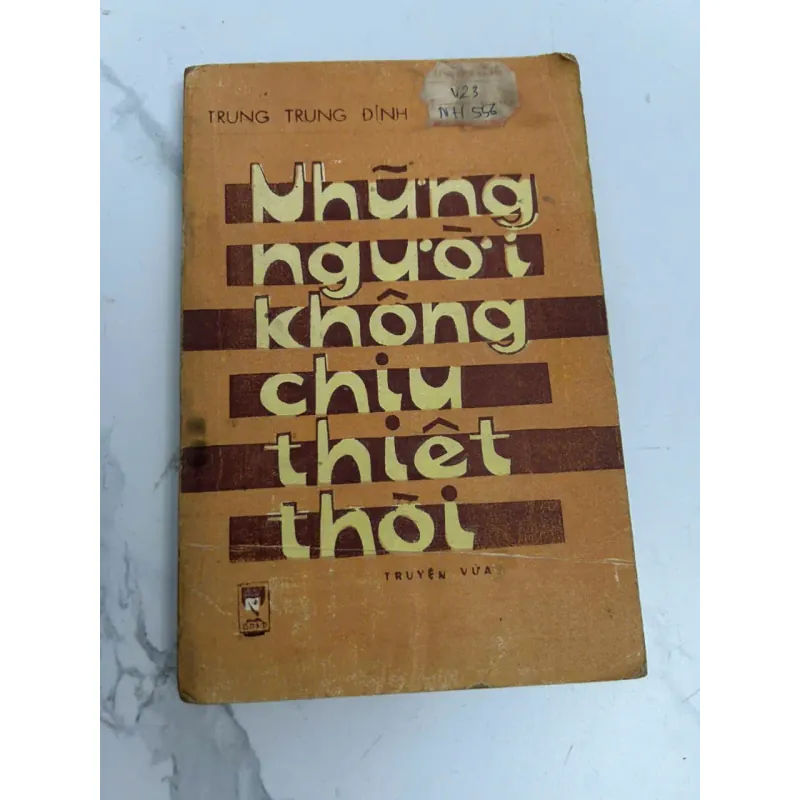 TRUNG TRUNG ĐỈNH
V23
NH 556
Những
người
không
chịu
thiệt
thòi
TRUYỆN VỪA